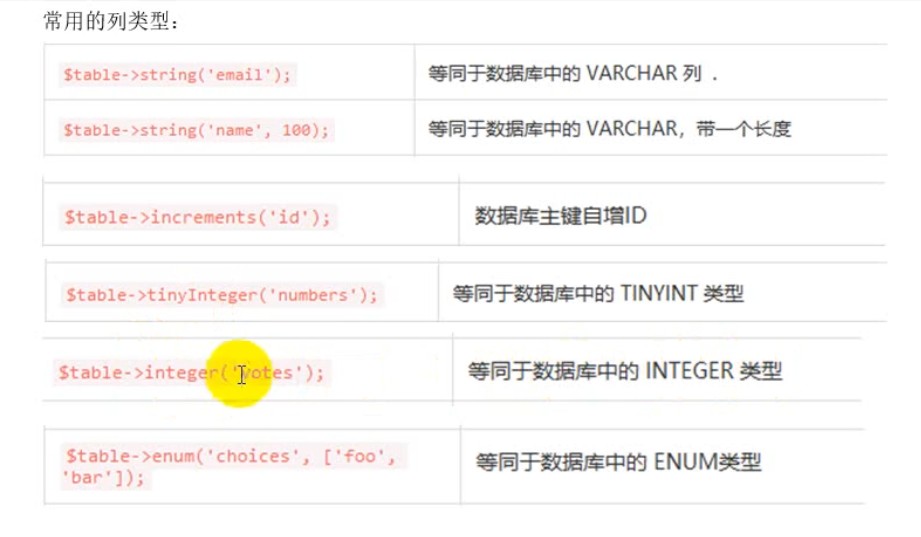 常用的列类型：
$table->string('email');
等同于数据库中的 VARCHAR 列 .
$table->string('name', 100);
等同于数据库中的 VARCHAR，带一个长度
$table->increments('id');
数据库主键自增ID
$table->tinyInteger('numbers');
等同于数据库中的 TINYINT 类型
$table->integer('votes');
等同于数据库中的 INTEGER 类型
$table->enum('choices', ['foo',
'bar']);
等同于数据库中的 ENUM类型